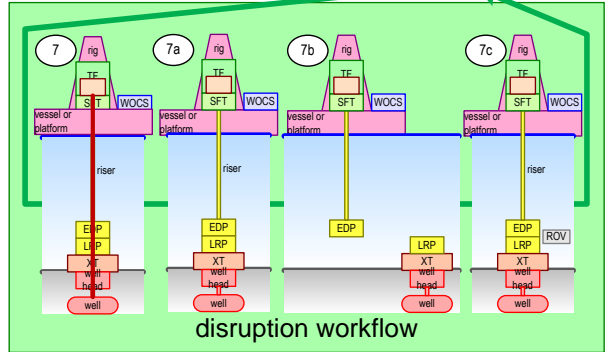 7
rig
TF
SFT
WOCS
vessel or
platform
riser
EDP
LRP
XT
well
head
well
7a
rig
TF
SFT
WOCS
vessel or
platform
EDP
LRP
XT
well
head
well
7b
rig
TF
SFT
WOCS
vessel or
platform
EDP
LRP
XT
well
head
well
7c
rig
TF
SFT
WOCS
vessel or
platform
riser
EDP
LRP
ROV
XT
well
head
well
disruption workflow